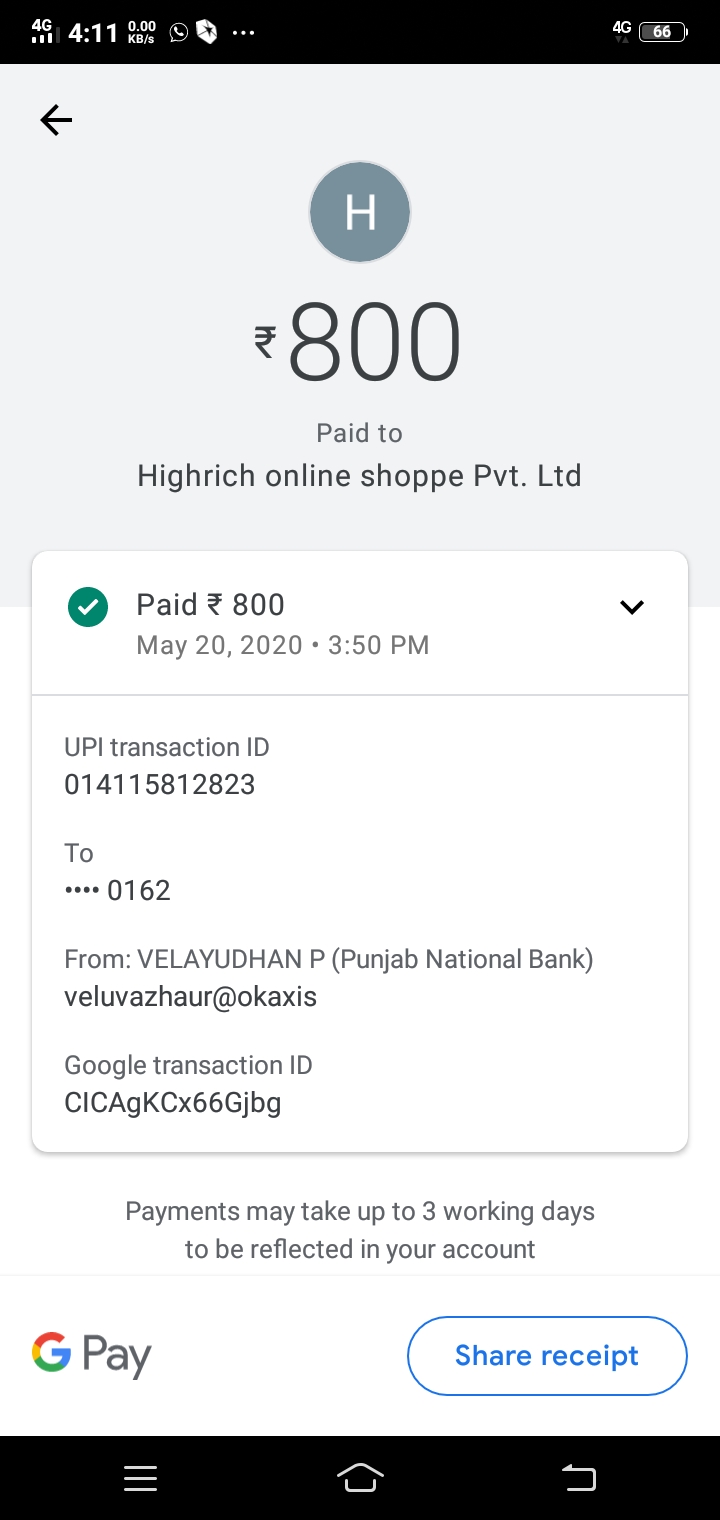 4G 4:11 0.00 KB/s ... 4G 66
H
₹800
Paid to
Highrich online shoppe Pvt. Ltd
Paid ₹ 800
May 20, 2020 • 3:50 PM
UPI transaction ID
014115812823
To
•••• 0162
From: VELAYUDHAN P (Punjab National Bank)
veluvazhaur@okaxis
Google transaction ID
CICAgKCx66Gjbg
Payments may take up to 3 working days
to be reflected in your account
G Pay
Share receipt